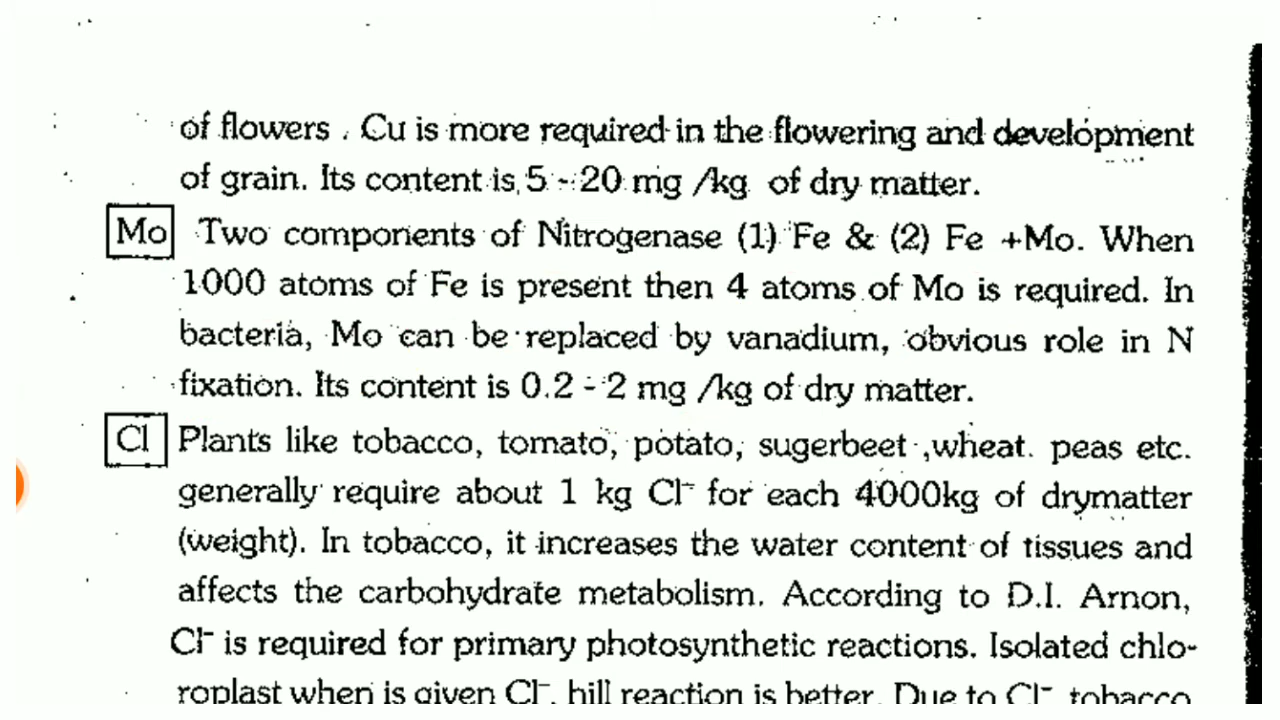 of flowers . Cu is more required in the flowering and development
of grain. Its content is 5 - 20 mg /kg of dry matter.
Mo Two components of Nitrogenase (1) Fe & (2) Fe +Mo. When
1000 atoms of Fe is present then 4 atoms of Mo is required. In
bacteria, Mo can be replaced by vanadium, obvious role in N
fixation. Its content is 0.2 - 2 mg /kg of dry matter.
Cl Plants like tobacco, tomato, potato, sugerbeet ,wheat. peas etc.
generally require about 1 kg Cl⁻ for each 4000kg of drymatter
(weight). In tobacco, it increases the water content of tissues and
affects the carbohydrate metabolism. According to D.I. Arnon,
Cl⁻ is required for primary photosynthetic reactions. Isolated chlo-
roplast when is given Cl⁻, hill reaction is better. Due to Cl⁻ tobacco